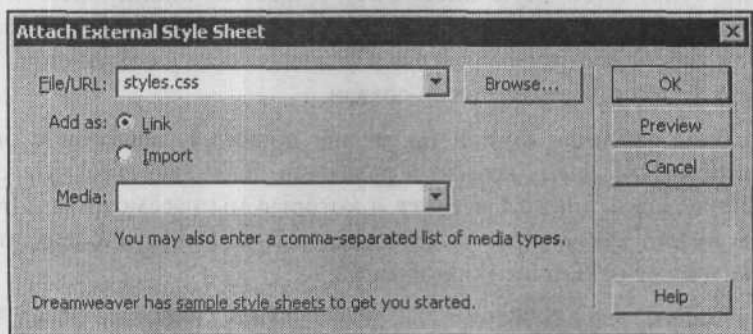 Attach External Style Sheet
File/URL: styles.css Browse... OK
Add as: Link Preview
Import Cancel
Media:
You may also enter a comma-separated list of media types.
Dreamweaver has sample style sheets to get you started. Help